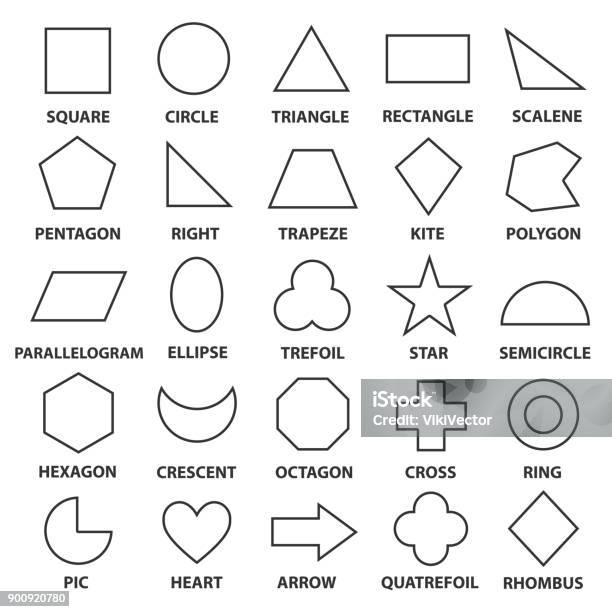 SQUARE CIRCLE TRIANGLE RECTANGLE SCALENE
PENTAGON RIGHT TRAPEZE KITE POLYGON
PARALLELOGRAM ELLIPSE TREFOIL STAR SEMICIRCLE
iStock
Credit: VikiVector
HEXAGON CRESCENT OCTAGON CROSS RING
PIC HEART ARROW QUATREFOIL RHOMBUS
900920780